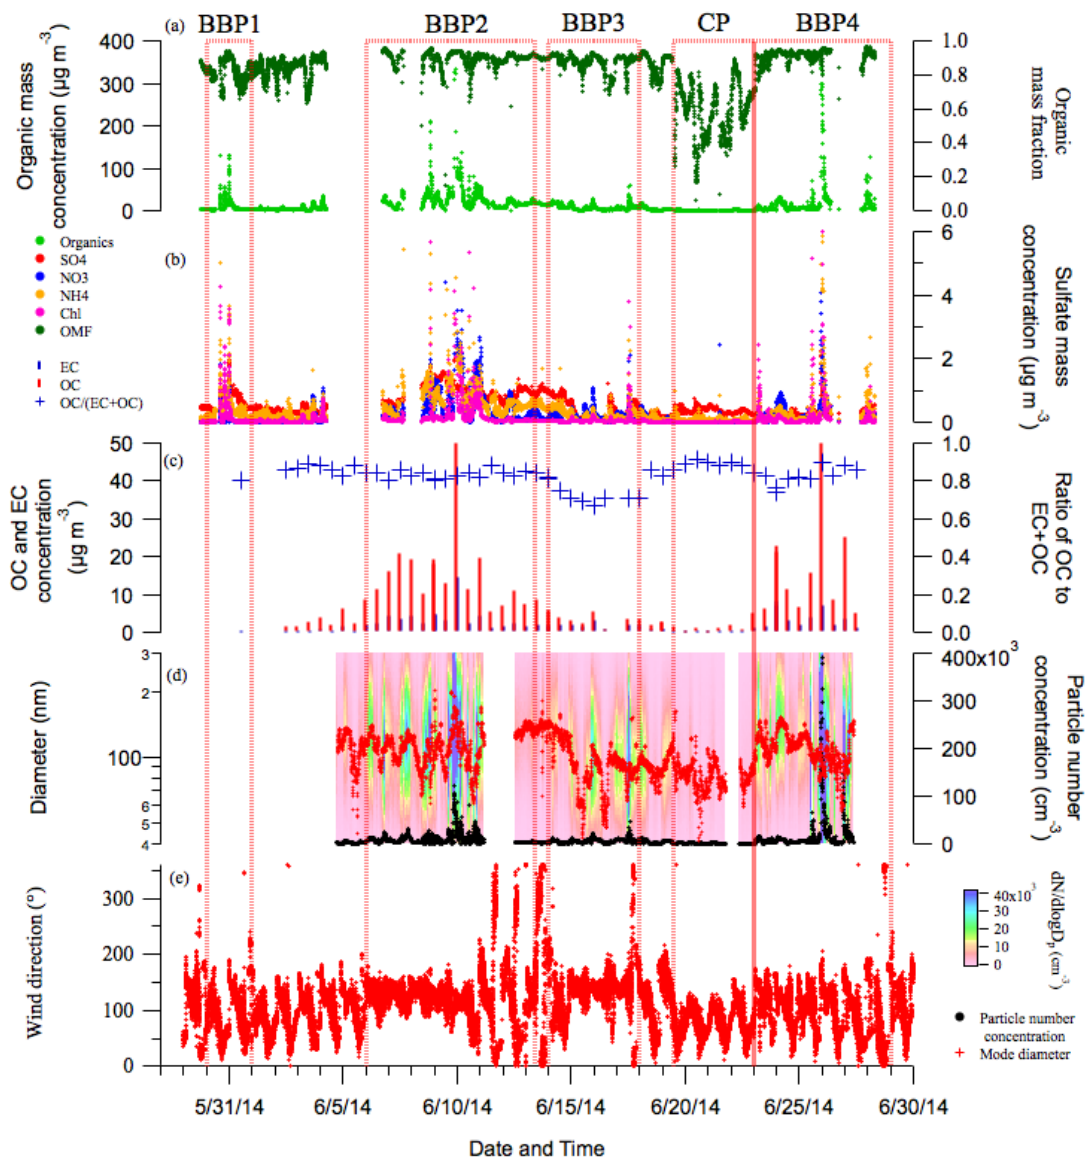 BBP1 BBP2 BBP3 CP BBP4
(a)
400
300
200
100
0
Organic mass
concentration (µg m⁻³)
1.0
0.8
0.6
0.4
0.2
0.0
Organic
mass fraction
Organics
SO4
NO3
NH4
Chl
OMF
EC
OC
OC/(EC+OC)
(b)
6
4
2
0
Sulfate mass
concentration (µg m⁻³)
(c)
50
40
30
20
10
0
OC and EC
concentration
(µg m⁻³)
1.0
0.8
0.6
0.4
0.2
0.0
Ratio of OC to
EC+OC
(d)
3
2
100
6
5
4
Diameter (nm)
400x10³
300
200
100
0
Particle number
concentration (cm⁻³)
(e)
300
200
100
0
Wind direction (°)
40x10³
30
20
10
0
dN/dlogDₚ (cm⁻³)
Particle number
concentration
Mode diameter
5/31/14 6/5/14 6/10/14 6/15/14 6/20/14 6/25/14 6/30/14
Date and Time